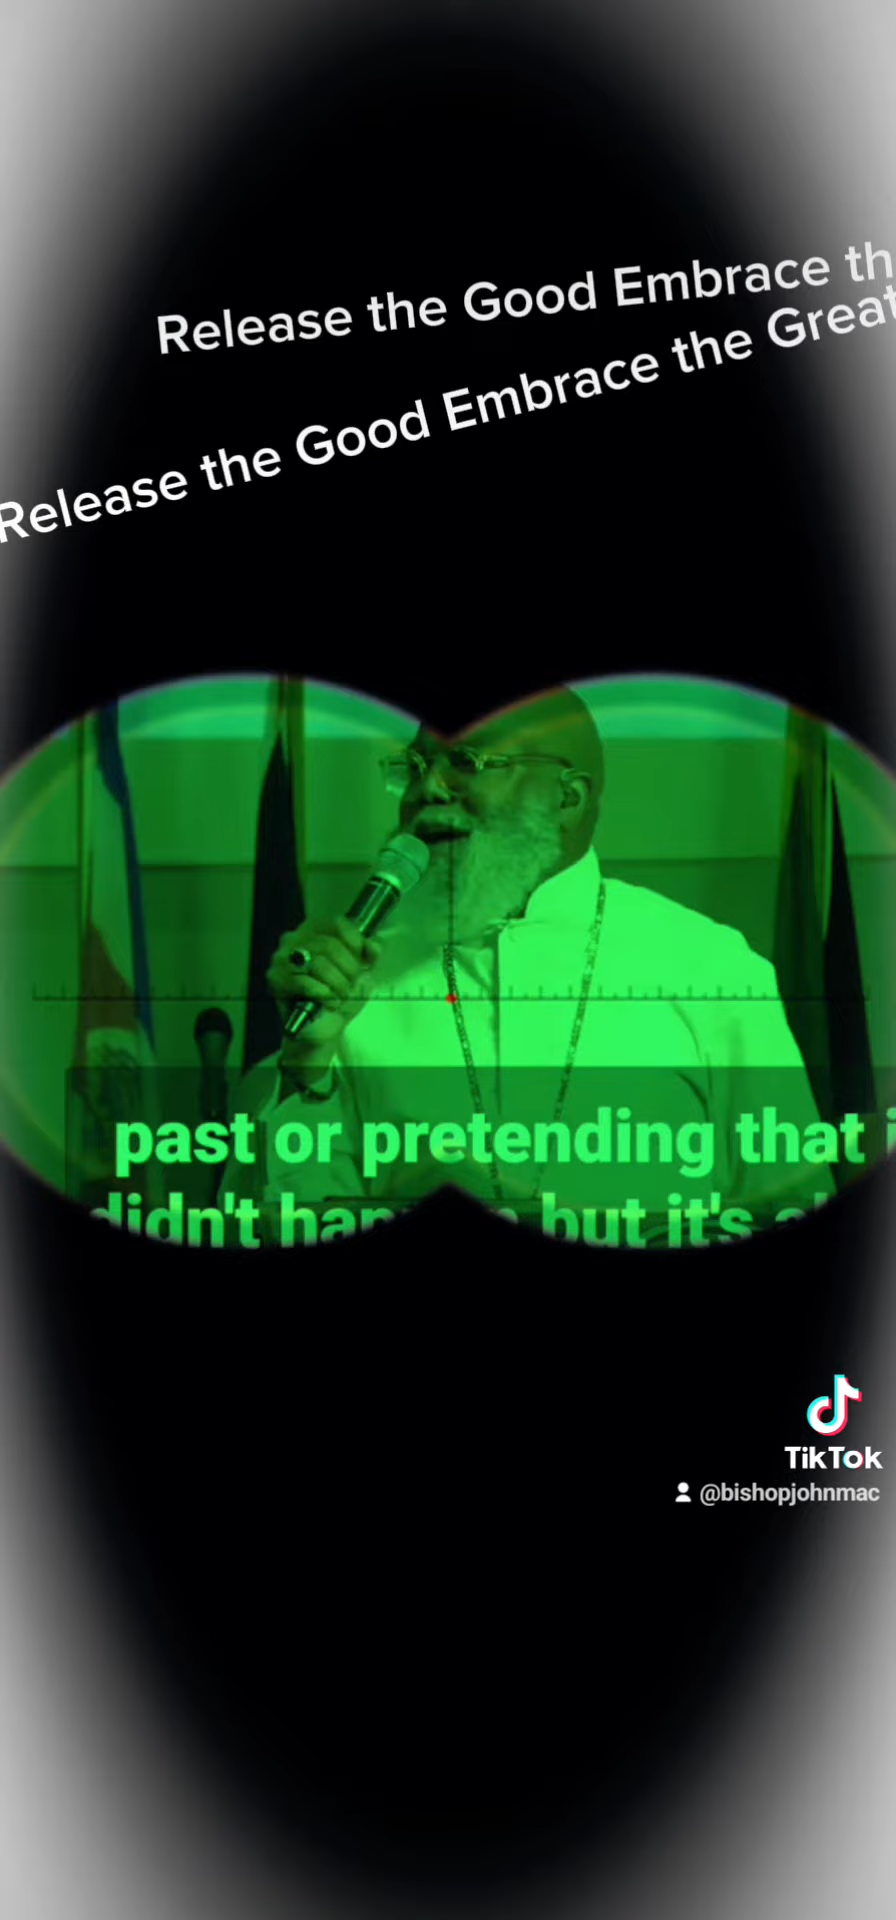 Release the Good Embrace th
Release the Good Embrace the Great
past or pretending that i
didn't but it's
TikTok
@bishopjohnmac